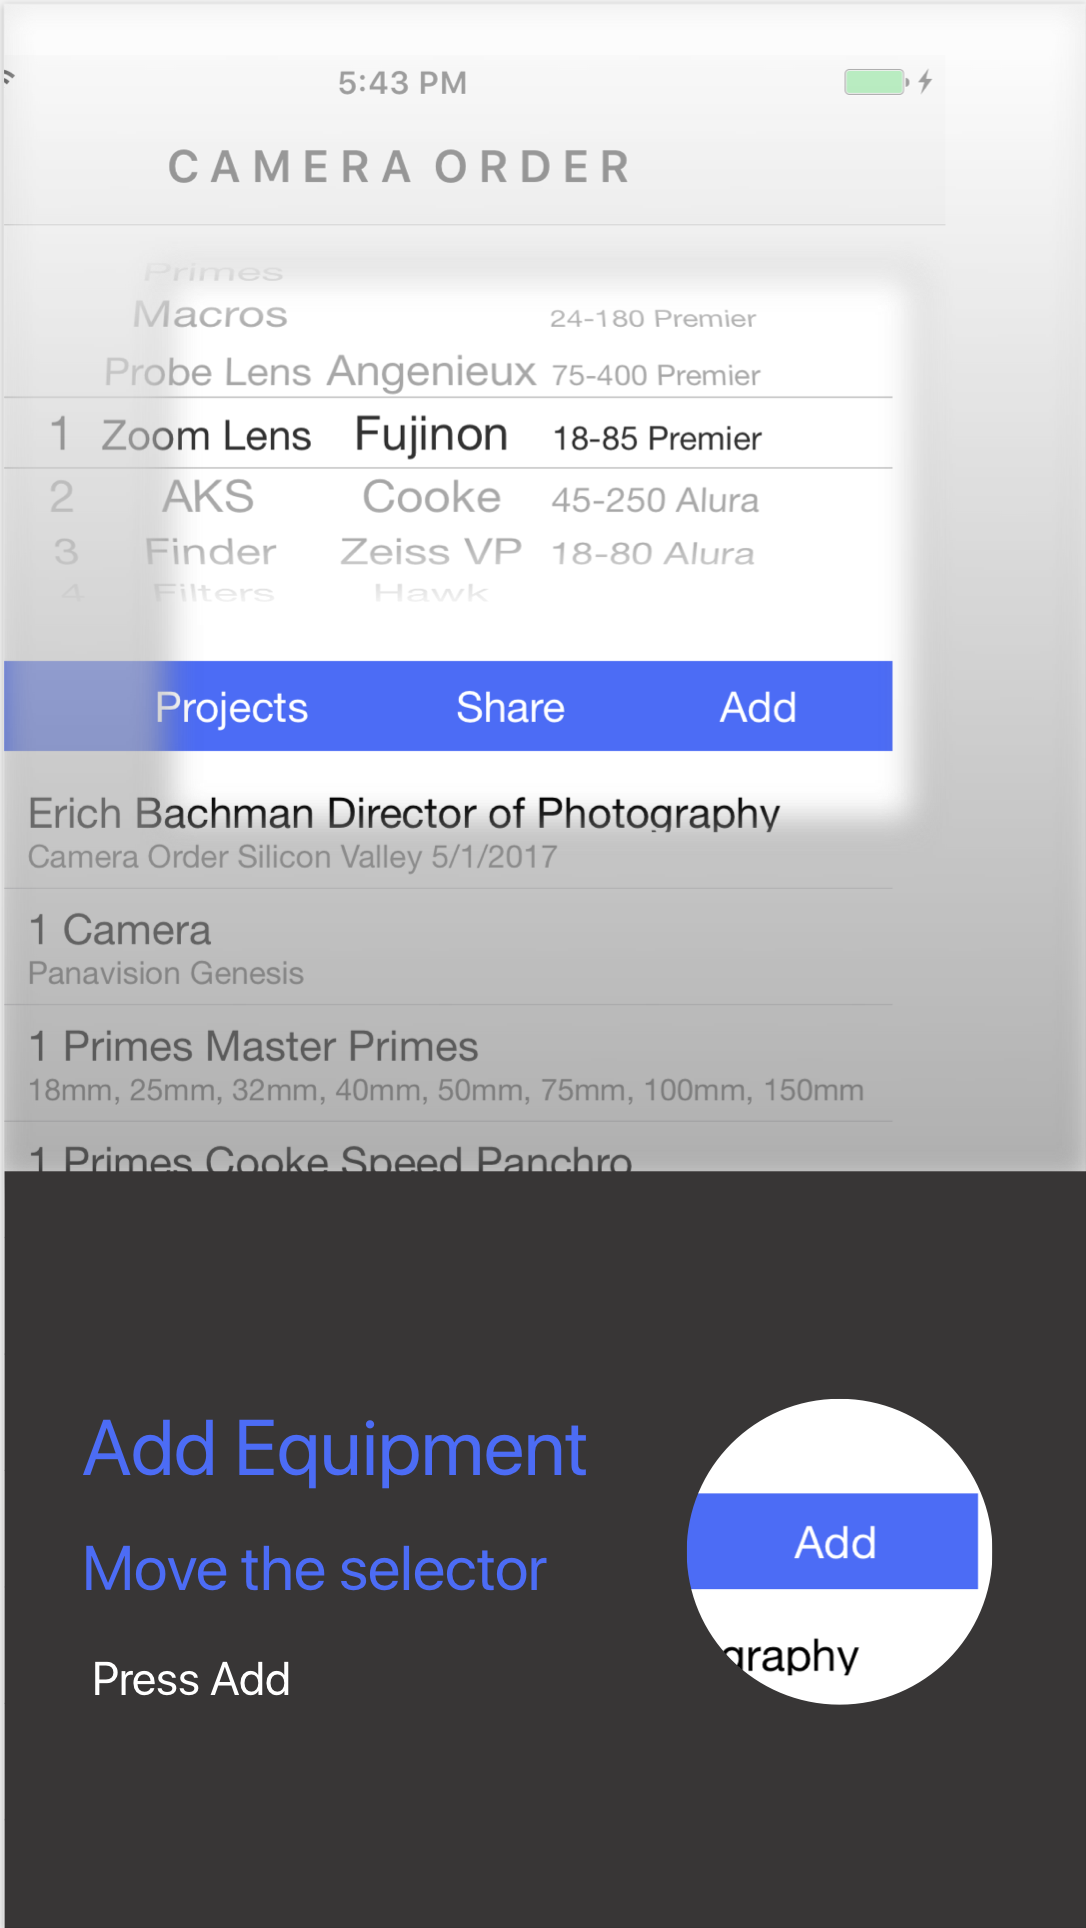 5:43 PM
CAMERA ORDER
Primes
Macros 24-180 Premier
Probe Lens Angenieux 75-400 Premier
1 Zoom Lens Fujinon 18-85 Premier
2 AKS Cooke 45-250 Alura
3 Finder Zeiss VP 18-80 Alura
4 Filters Hawk
Projects Share Add
Erich Bachman Director of Photography
Camera Order Silicon Valley 5/1/2017
1 Camera
Panavision Genesis
1 Primes Master Primes
18mm, 25mm, 32mm, 40mm, 50mm, 75mm, 100mm, 150mm
1 Primes Cooke Speed Panchro
Add Equipment
Move the selector
Press Add
Add
graphy